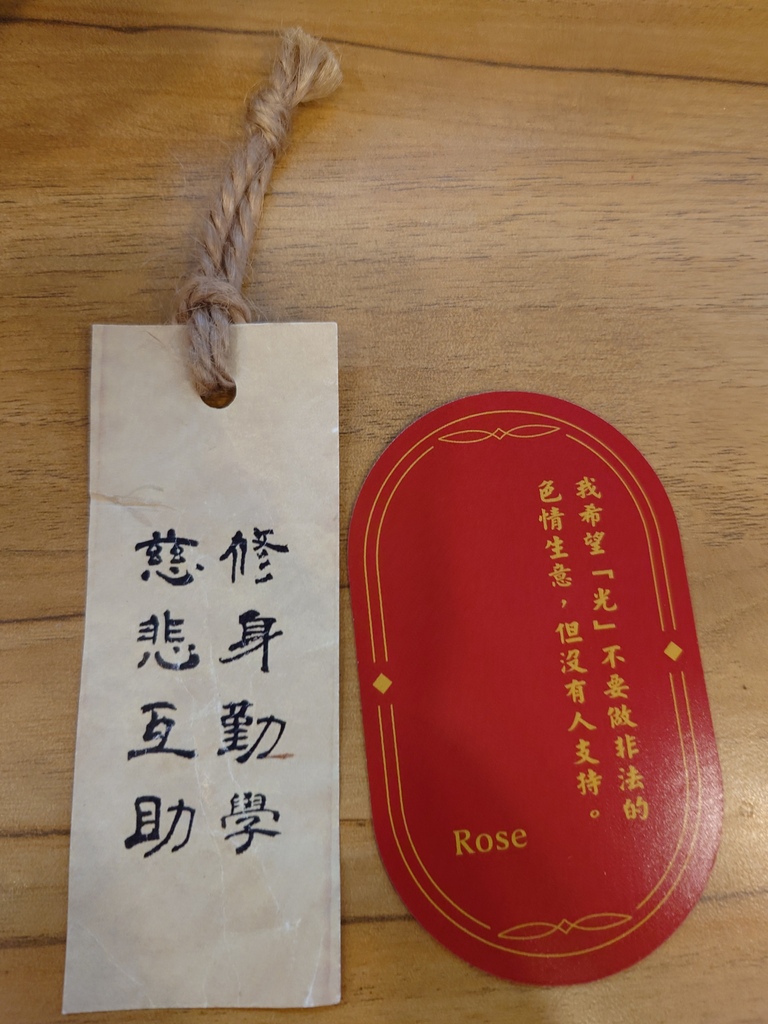 修身勤學
慈悲互助
我希望「光」不要做非法的
色情生意，但沒有人支持。
Rose